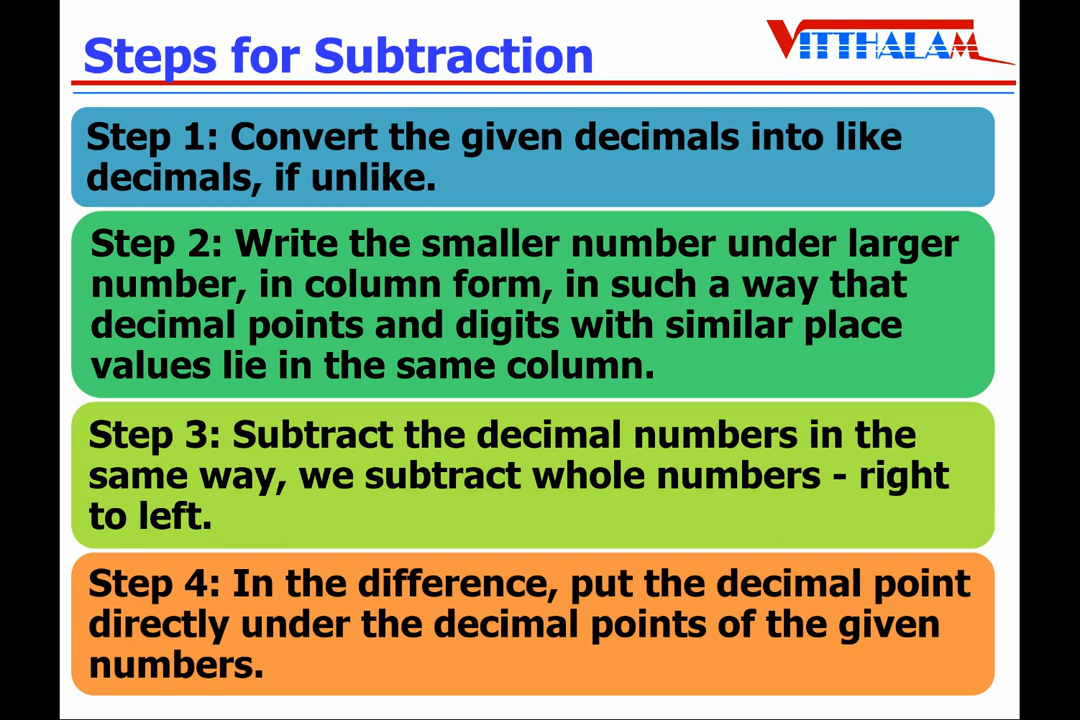 Steps for Subtraction
VITTHALAM
Step 1: Convert the given decimals into like
decimals, if unlike.
Step 2: Write the smaller number under larger
number, in column form, in such a way that
decimal points and digits with similar place
values lie in the same column.
Step 3: Subtract the decimal numbers in the
same way, we subtract whole numbers - right
to left.
Step 4: In the difference, put the decimal point
directly under the decimal points of the given
numbers.